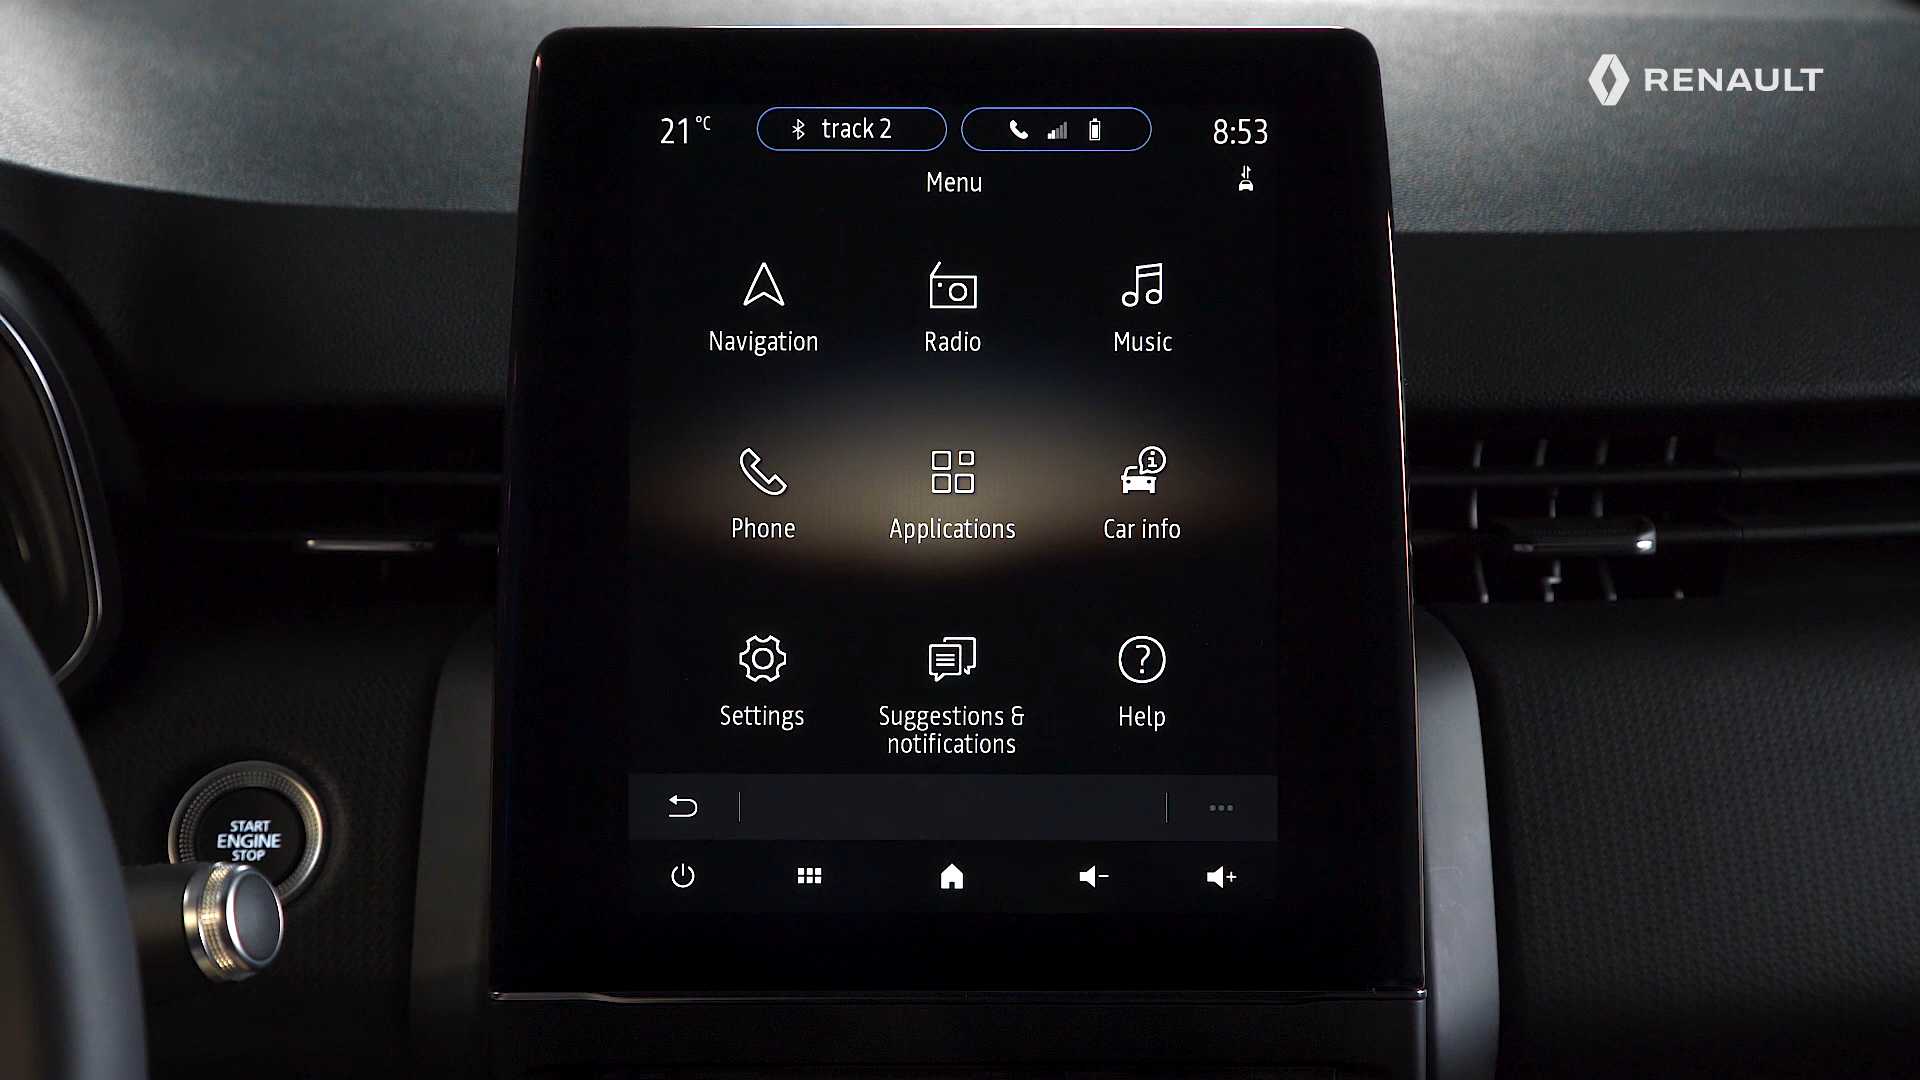 RENAULT
21°C
track 2
8:53
Menu
Navigation
Radio
Music
Phone
Applications
Car info
Settings
Suggestions &
notifications
Help
START
ENGINE
STOP